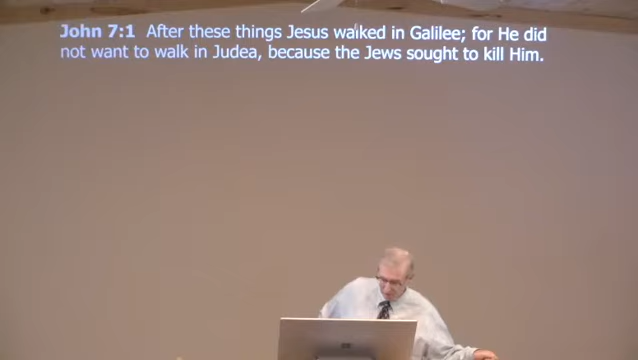 John 7:1 After these things Jesus walked in Galilee; for He did
not want to walk in Judea, because the Jews sought to kill Him.